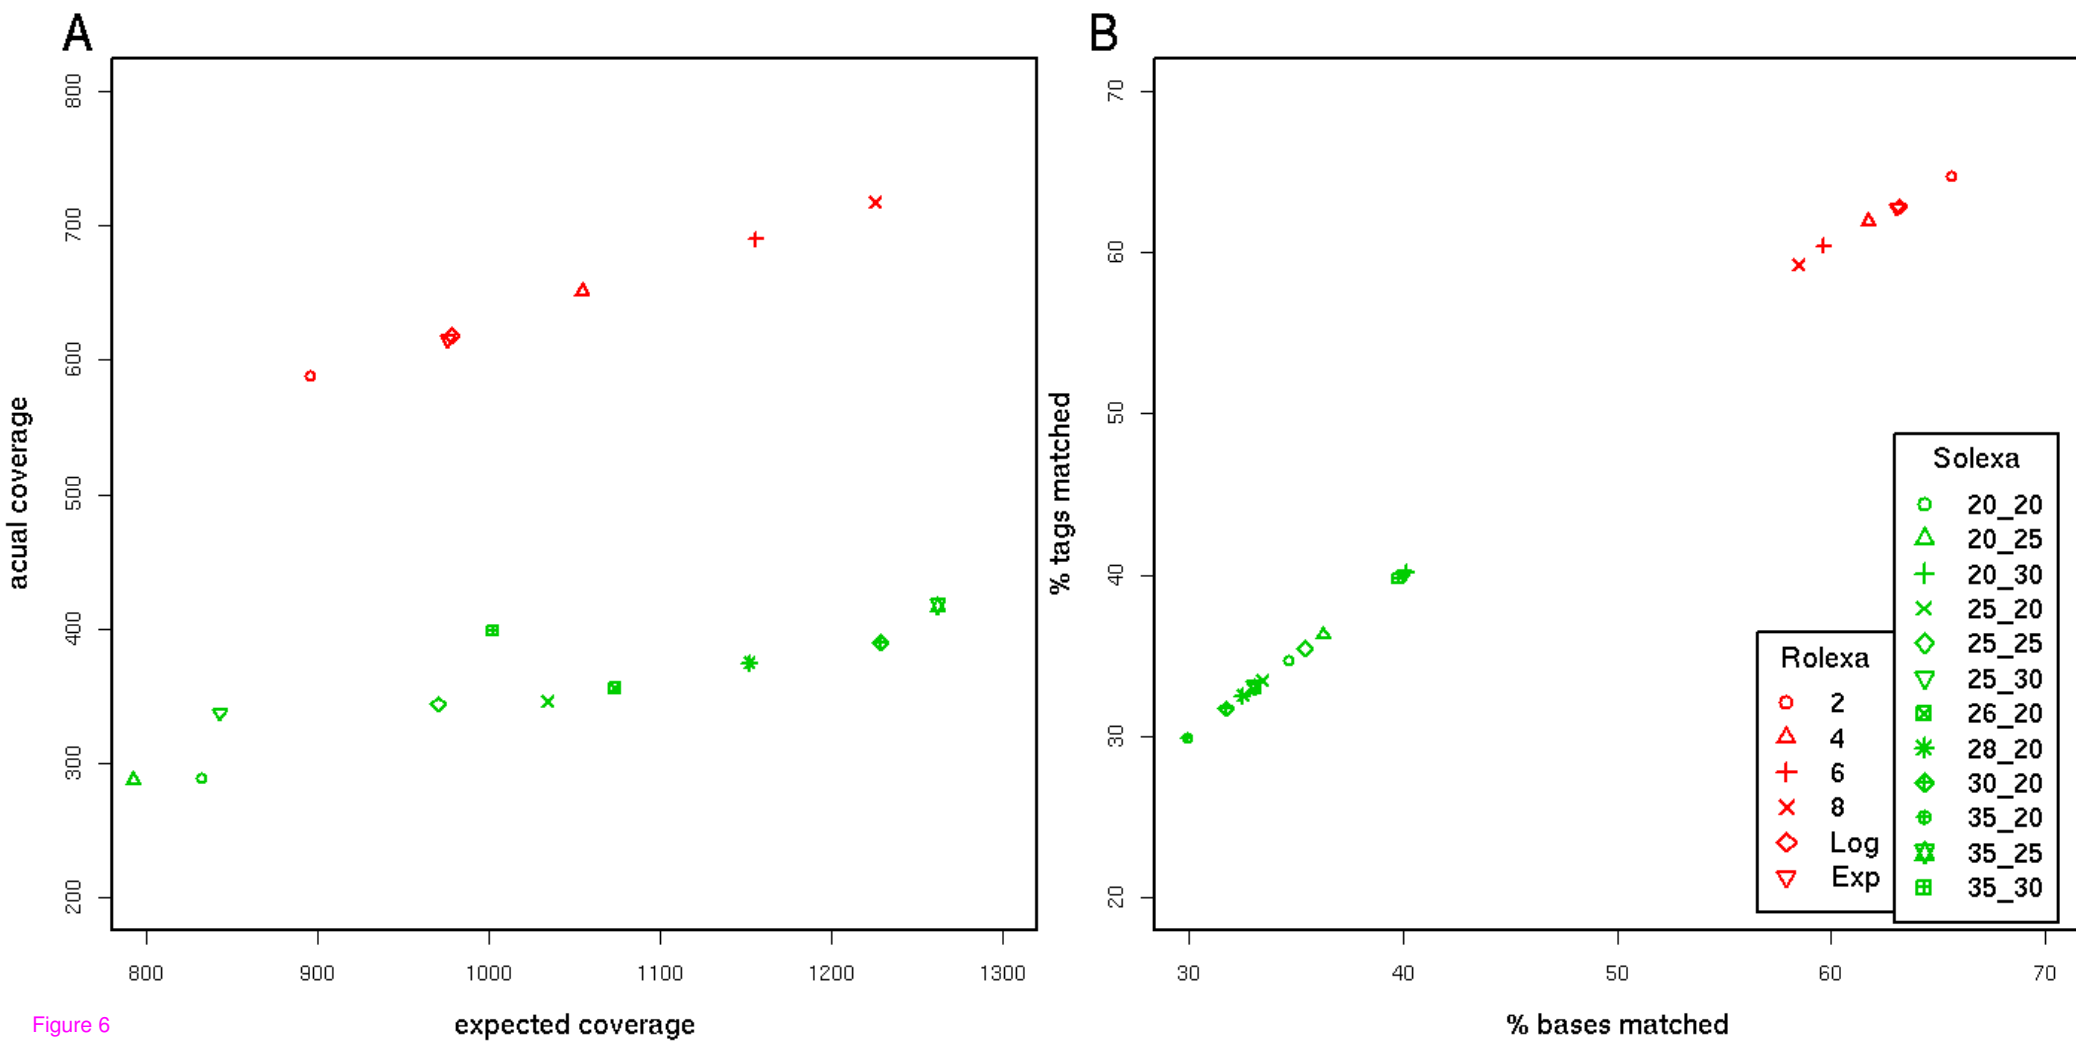 A
B
800
700
600
500
400
300
200
acual coverage
800 900 1000 1100 1200 1300
expected coverage
70
60
50
40
30
20
% tags matched
30 40 50 60 70
% bases matched
Rolexa
2
4
6
8
Log
Exp
Solexa
20_20
20_25
20_30
25_20
25_25
25_30
26_20
28_20
30_20
35_20
35_25
35_30
Figure 6